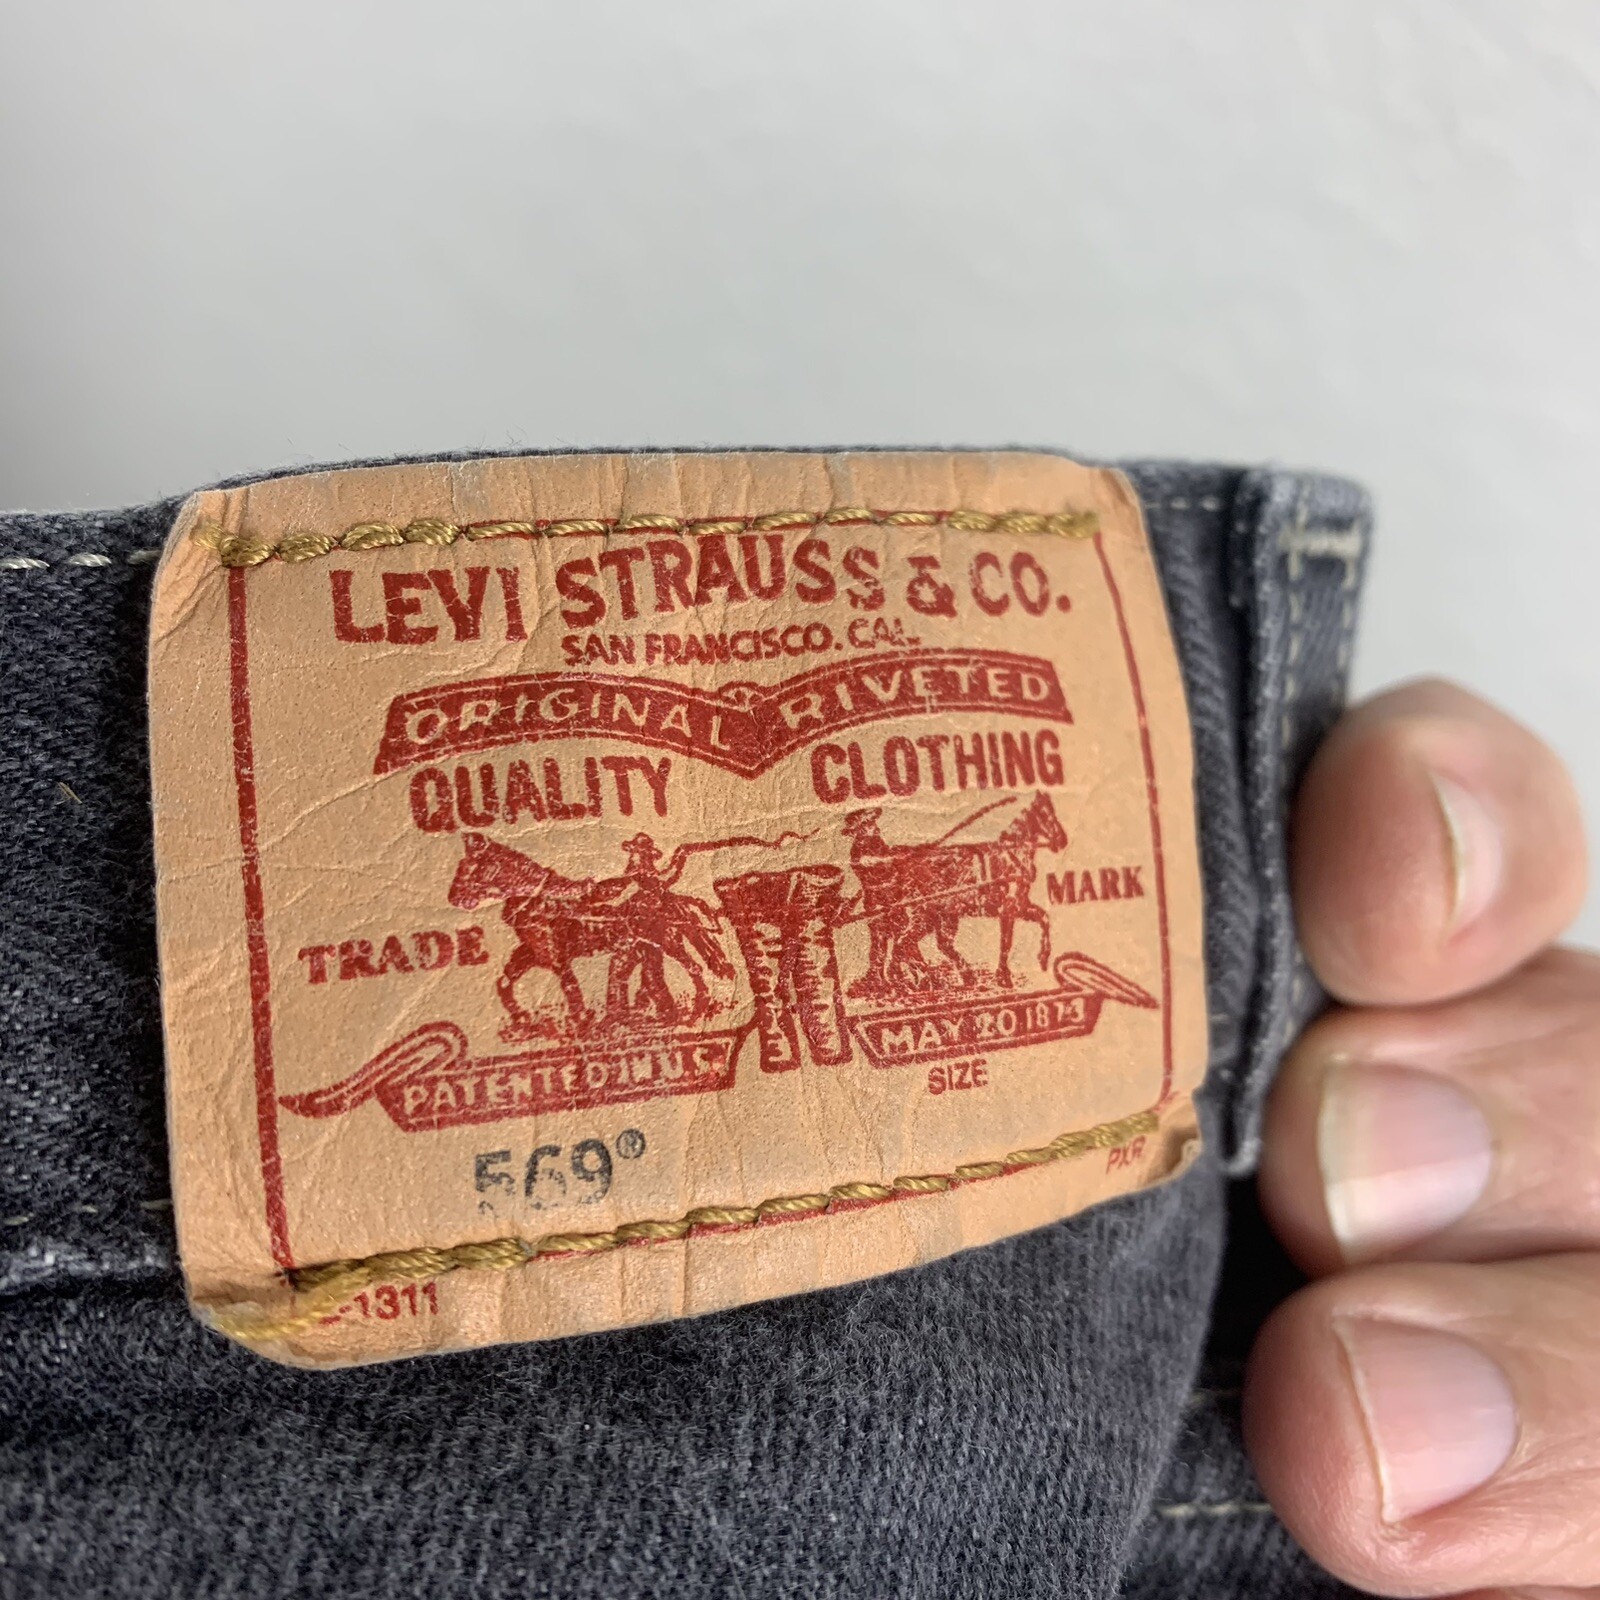 LEVI STRAUSS & CO.
SAN FRANCISCO. CAL.
ORIGINAL RIVETED
QUALITY CLOTHING
TRADE MARK
PATENTED IN U.S. MAY 20 1873
SIZE
569®
PXR
-1311